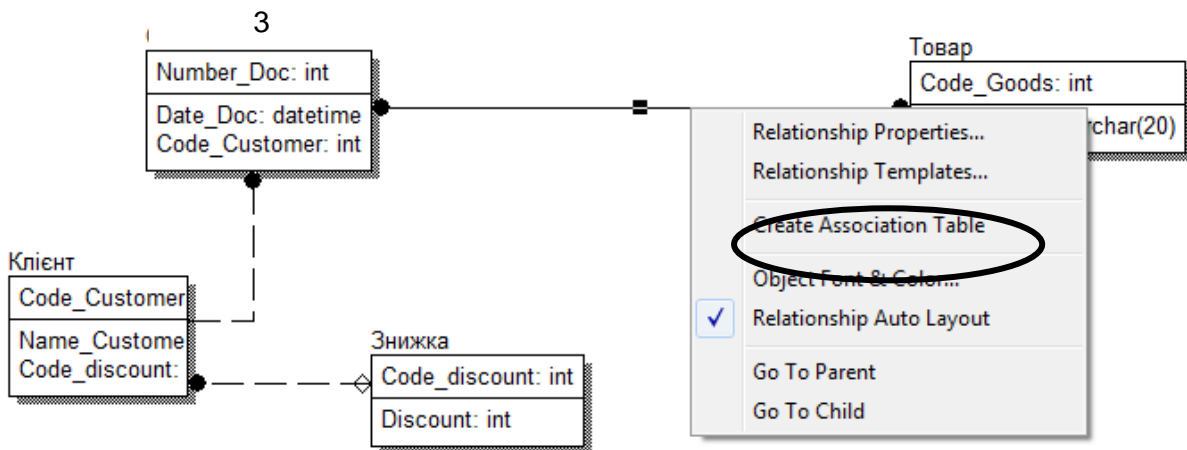 3
Number_Doc: int
Date_Doc: datetime
Code_Customer: int
Товар
Code_Goods: int
rchar(20)
Relationship Properties...
Relationship Templates...
Create Association Table
Object Font & Color...
Relationship Auto Layout
Go To Parent
Go To Child
Клієнт
Code_Customer
Name_Custome
Code_discount:
Знижка
Code_discount: int
Discount: int